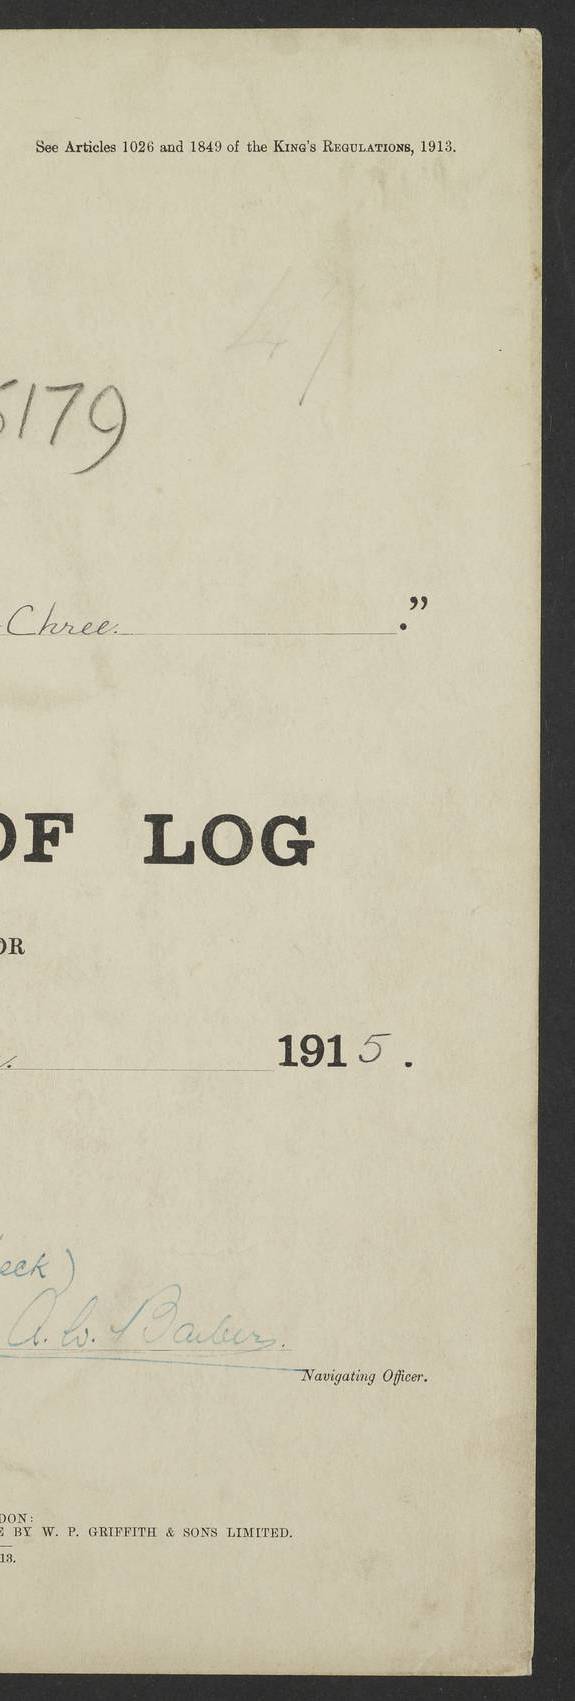 See Articles 1026 and 1849 of the KING'S REGULATIONS, 1913.
47
5179
Chree.
."
OF LOG
OR
1915.
eck)
A. W. Barber.
Navigating Officer.
DON:
E BY W. P. GRIFFITH & SONS LIMITED.
13.